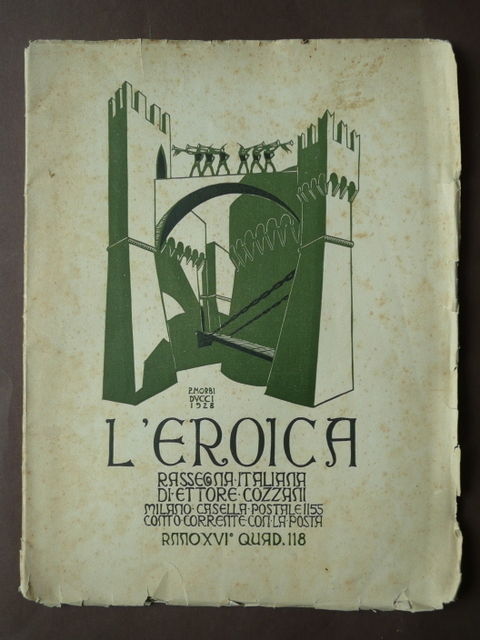 P. MORBI
DVCCI
1928
L'EROICA
RASSEGNA · ITALIANA
DI · ETTORE · COZZANI
MILANO · CASELLA · POSTALE 1155
CONTO · CORRENTE · CON · LA · POSTA
ANNO XVI° QUAD. 118